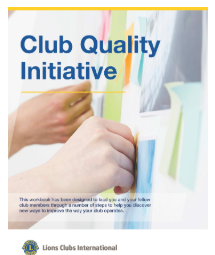 Club Quality
Initiative
This workbook has been designed to lead you and your fellow
club members through a number of steps to help you discover
new ways to improve the way your club operates.
Lions Clubs International